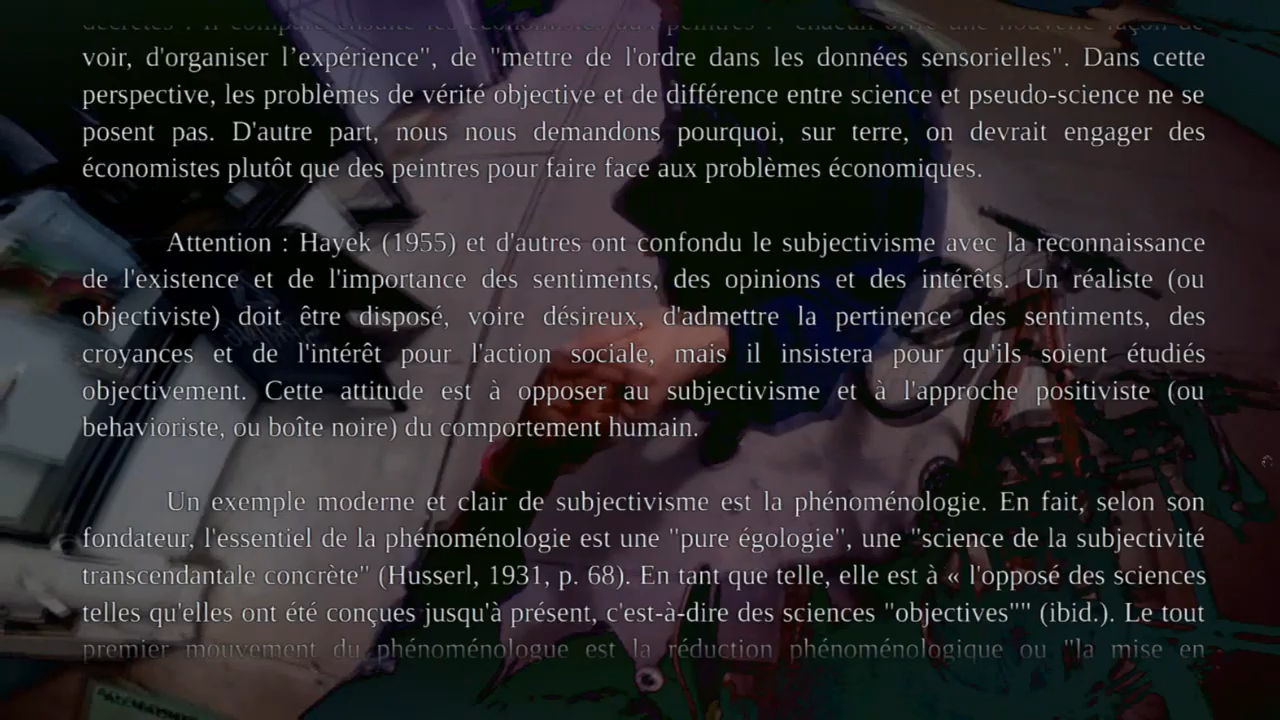 voir, d'organiser l’expérience", de "mettre de l'ordre dans les données sensorielles". Dans cette
perspective, les problèmes de vérité objective et de différence entre science et pseudo-science ne se
posent pas. D'autre part, nous nous demandons pourquoi, sur terre, on devrait engager des
économistes plutôt que des peintres pour faire face aux problèmes économiques.
Attention : Hayek (1955) et d'autres ont confondu le subjectivisme avec la reconnaissance
de l'existence et de l'importance des sentiments, des opinions et des intérêts. Un réaliste (ou
objectiviste) doit être disposé, voire désireux, d'admettre la pertinence des sentiments, des
croyances et de l'intérêt pour l'action sociale, mais il insistera pour qu'ils soient étudiés
objectivement. Cette attitude est à opposer au subjectivisme et à l'approche positiviste (ou
behavioriste, ou boîte noire) du comportement humain.
Un exemple moderne et clair de subjectivisme est la phénoménologie. En fait, selon son
fondateur, l'essentiel de la phénoménologie est une "pure égologie", une "science de la subjectivité
transcendantale concrète" (Husserl, 1931, p. 68). En tant que telle, elle est à « l'opposé des sciences
telles qu'elles ont été conçues jusqu'à présent, c'est-à-dire des sciences "objectives"" (ibid.). Le tout
premier mouvement du phénoménologue est la réduction phénoménologique ou "la mise en